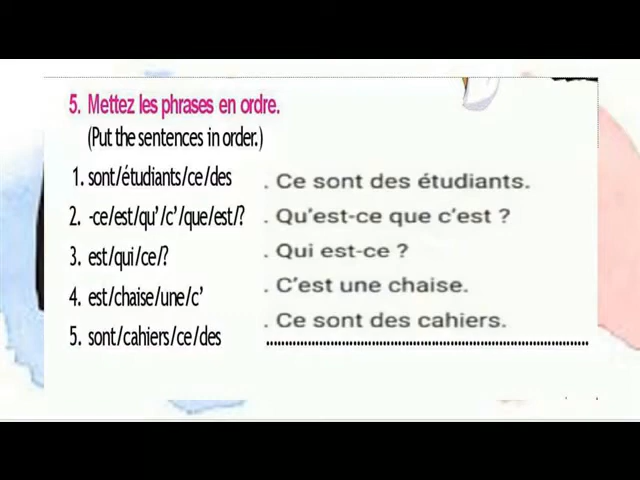 5. Mettez les phrases en ordre.
(Put the sentences in order.)
1. sont/étudiants/ce/des . Ce sont des étudiants.
2. -ce/est/qu'/c'/que/est/? . Qu'est-ce que c'est ?
3. est/qui/ce/? . Qui est-ce ?
4. est/chaise/une/c' . C'est une chaise.
5. sont/cahiers/ce/des . Ce sont des cahiers.